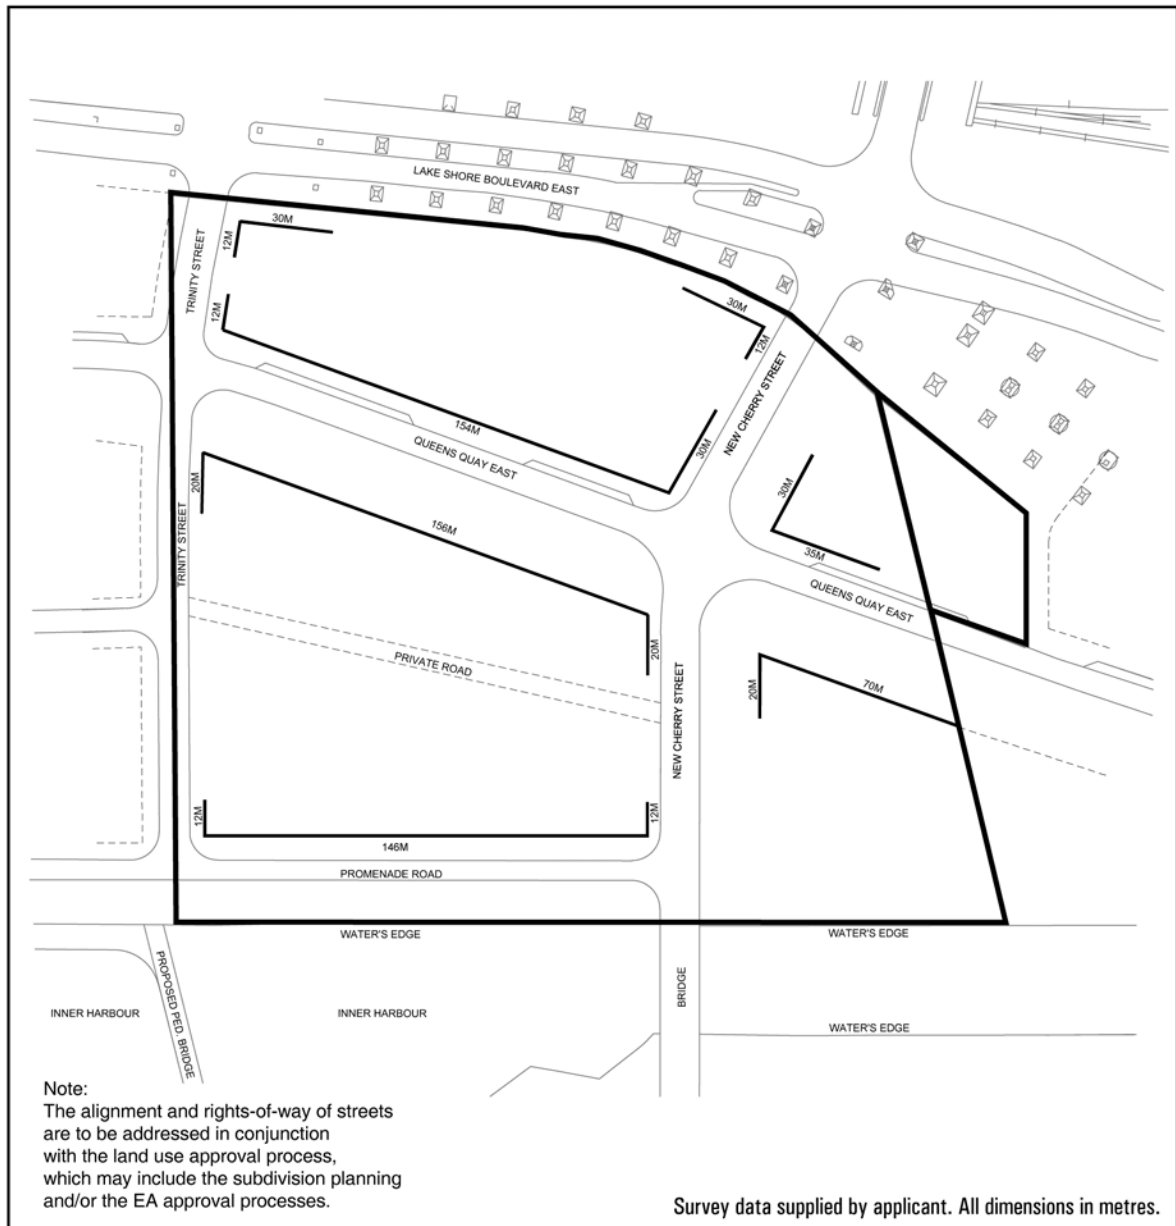 LAKE SHORE BOULEVARD EAST
30M
12M
TRINITY STREET
12M
30M
12M
NEW CHERRY STREET
154M
30M
QUEENS QUAY EAST
30M
35M
20M
156M
TRINITY STREET
QUEENS QUAY EAST
20M
PRIVATE ROAD
NEW CHERRY STREET
20M
70M
12M
12M
146M
PROMENADE ROAD
WATER'S EDGE
WATER'S EDGE
PROPOSED PED. BRIDGE
BRIDGE
INNER HARBOUR
INNER HARBOUR
WATER'S EDGE
Note:
The alignment and rights-of-way of streets
are to be addressed in conjunction
with the land use approval process,
which may include the subdivision planning
and/or the EA approval processes.
Survey data supplied by applicant. All dimensions in metres.